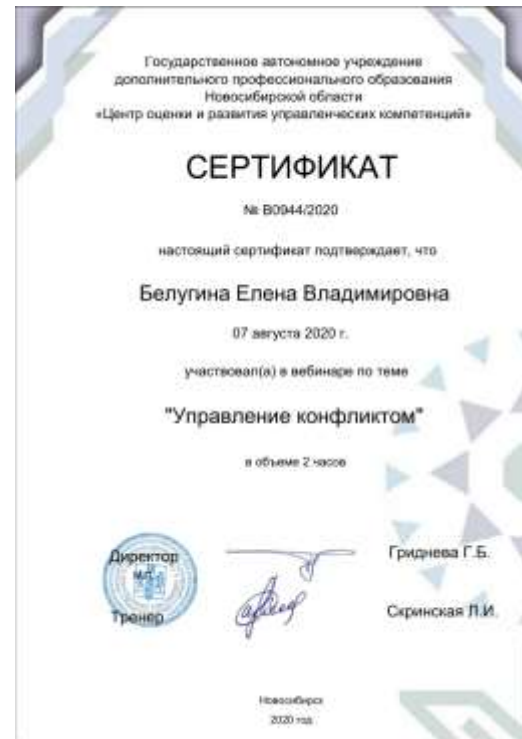 Государственное автономное учреждение
дополнительного профессионального образования
Новосибирской области
«Центр оценки и развития управленческих компетенций»
СЕРТИФИКАТ
№ В0944/2020
настоящий сертификат подтверждает, что
Белугина Елена Владимировна
07 августа 2020 г.
участвовал(а) в вебинаре по теме
"Управление конфликтом"
в объеме 2 часов
Директор
Гриднева Г.Б.
М.П.
Тренер
Скринская Л.И.
Новосибирск
2020 год